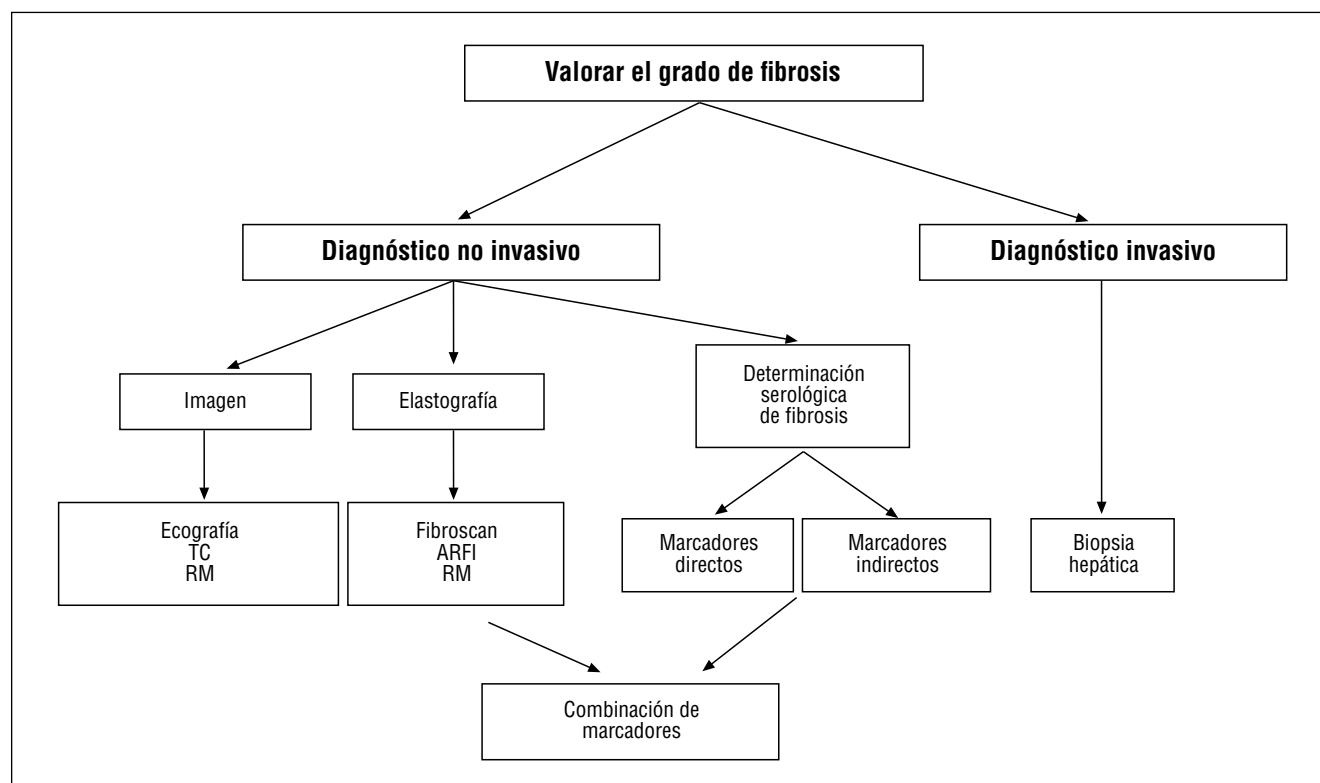 Valorar el grado de fibrosis
Diagnóstico no invasivo
Diagnóstico invasivo
Imagen
Elastografía
Determinación
serológica
de fibrosis
Ecografía
TC
RM
Fibroscan
ARFI
RM
Marcadores
directos
Marcadores
indirectos
Biopsia
hepática
Combinación de
marcadores